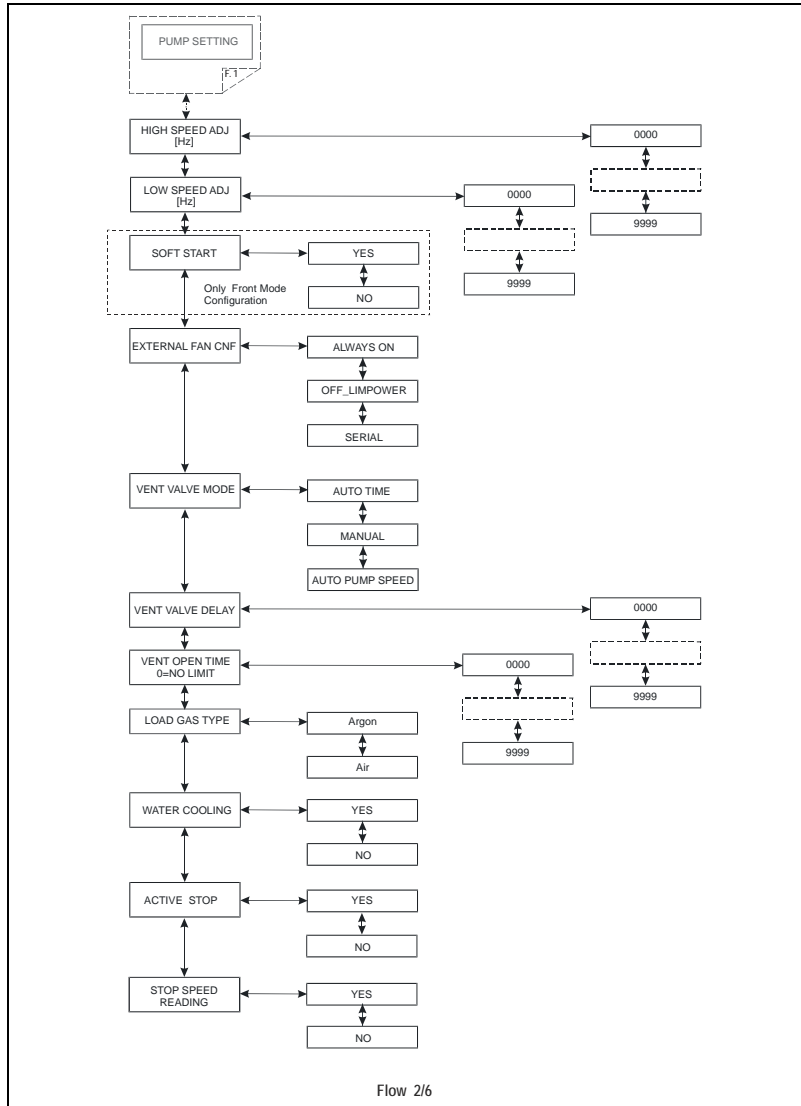 PUMP SETTING
F. 1
HIGH SPEED ADJ
[Hz]
0000
9999
LOW SPEED ADJ
[Hz]
0000
9999
SOFT START
YES
NO
Only Front Mode
Configuration
EXTERNAL FAN CNF
ALWAYS ON
OFF_LIMPOWER
SERIAL
VENT VALVE MODE
AUTO TIME
MANUAL
AUTO PUMP SPEED
VENT VALVE DELAY
0000
9999
VENT OPEN TIME
0=NO LIMIT
0000
9999
LOAD GAS TYPE
Argon
Air
WATER COOLING
YES
NO
ACTIVE STOP
YES
NO
STOP SPEED
READING
YES
NO
Flow 2/6